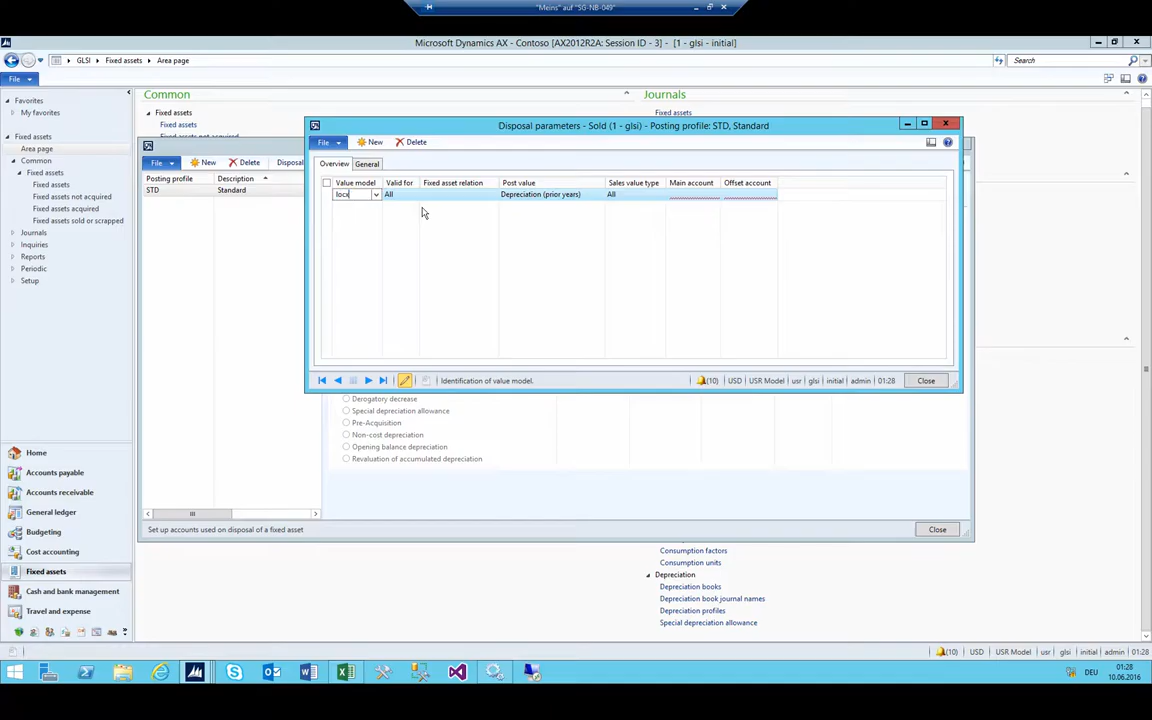 "Meins" auf "SG-NB-049"
Microsoft Dynamics AX - Contoso [AX2012R2A: Session ID - 3] - [1 - glsi - initial]
GLSI Fixed assets Area page
Search
File
Favorites
My favorites
Fixed assets
Area page
Common
Fixed assets
Fixed assets
Fixed assets not acquired
Fixed assets acquired
Fixed assets sold or scrapped
Journals
Inquiries
Reports
Periodic
Setup
Home
Accounts payable
Accounts receivable
General ledger
Budgeting
Cost accounting
Fixed assets
Cash and bank management
Travel and expense
Common
Fixed assets
Fixed assets
Fixed assets not acquired
Journals
Fixed assets
File New Delete Disposal
Posting profile Description
STD Standard
Disposal parameters - Sold (1 - glsi) - Posting profile: STD, Standard
File New Delete
Overview General
Value model Valid for Fixed asset relation Post value Sales value type Main account Offset account
All Depreciation (prior years) All
Identification of value model.
(10) USD USR Model usr glsi initial admin 01:28 Close
Derogatory decrease
Special depreciation allowance
Pre-Acquisition
Non-cost depreciation
Opening balance depreciation
Revaluation of accumulated depreciation
Set up accounts used on disposal of a fixed asset
Close
Consumption factors
Consumption units
Depreciation
Depreciation books
Depreciation book journal names
Depreciation profiles
Special depreciation allowance
(10) USD USR Model usr glsi initial admin 01:28
DEU
01:28
10.06.2016